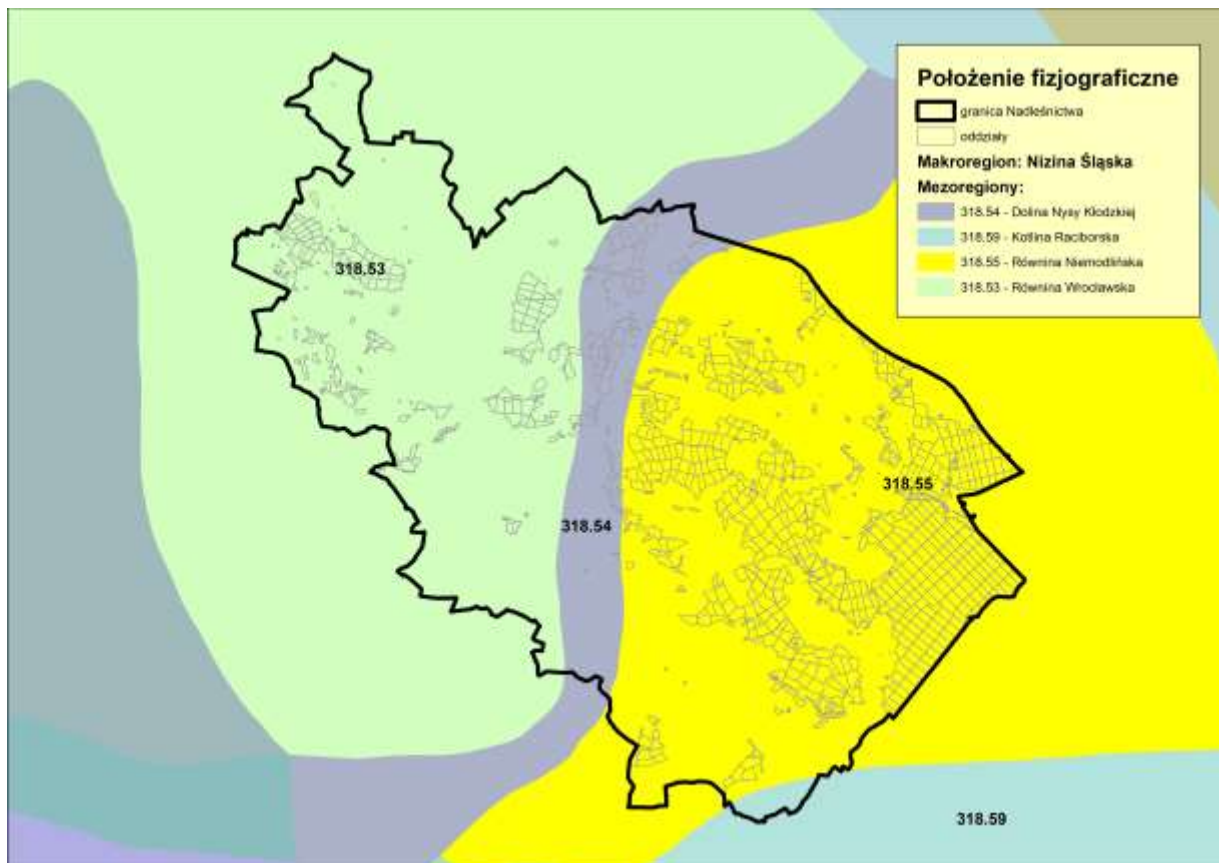 Położenie fizjograficzne
granica Nadleśnictwa
oddziały
Makroregion: Nizina Śląska
Mezoregiony:
318.54 - Dolina Nysy Kłodzkiej
318.59 - Kotlina Raciborska
318.55 - Równina Niemodlińska
318.53 - Równina Wrocławska
318.53
318.55
318.54
318.59